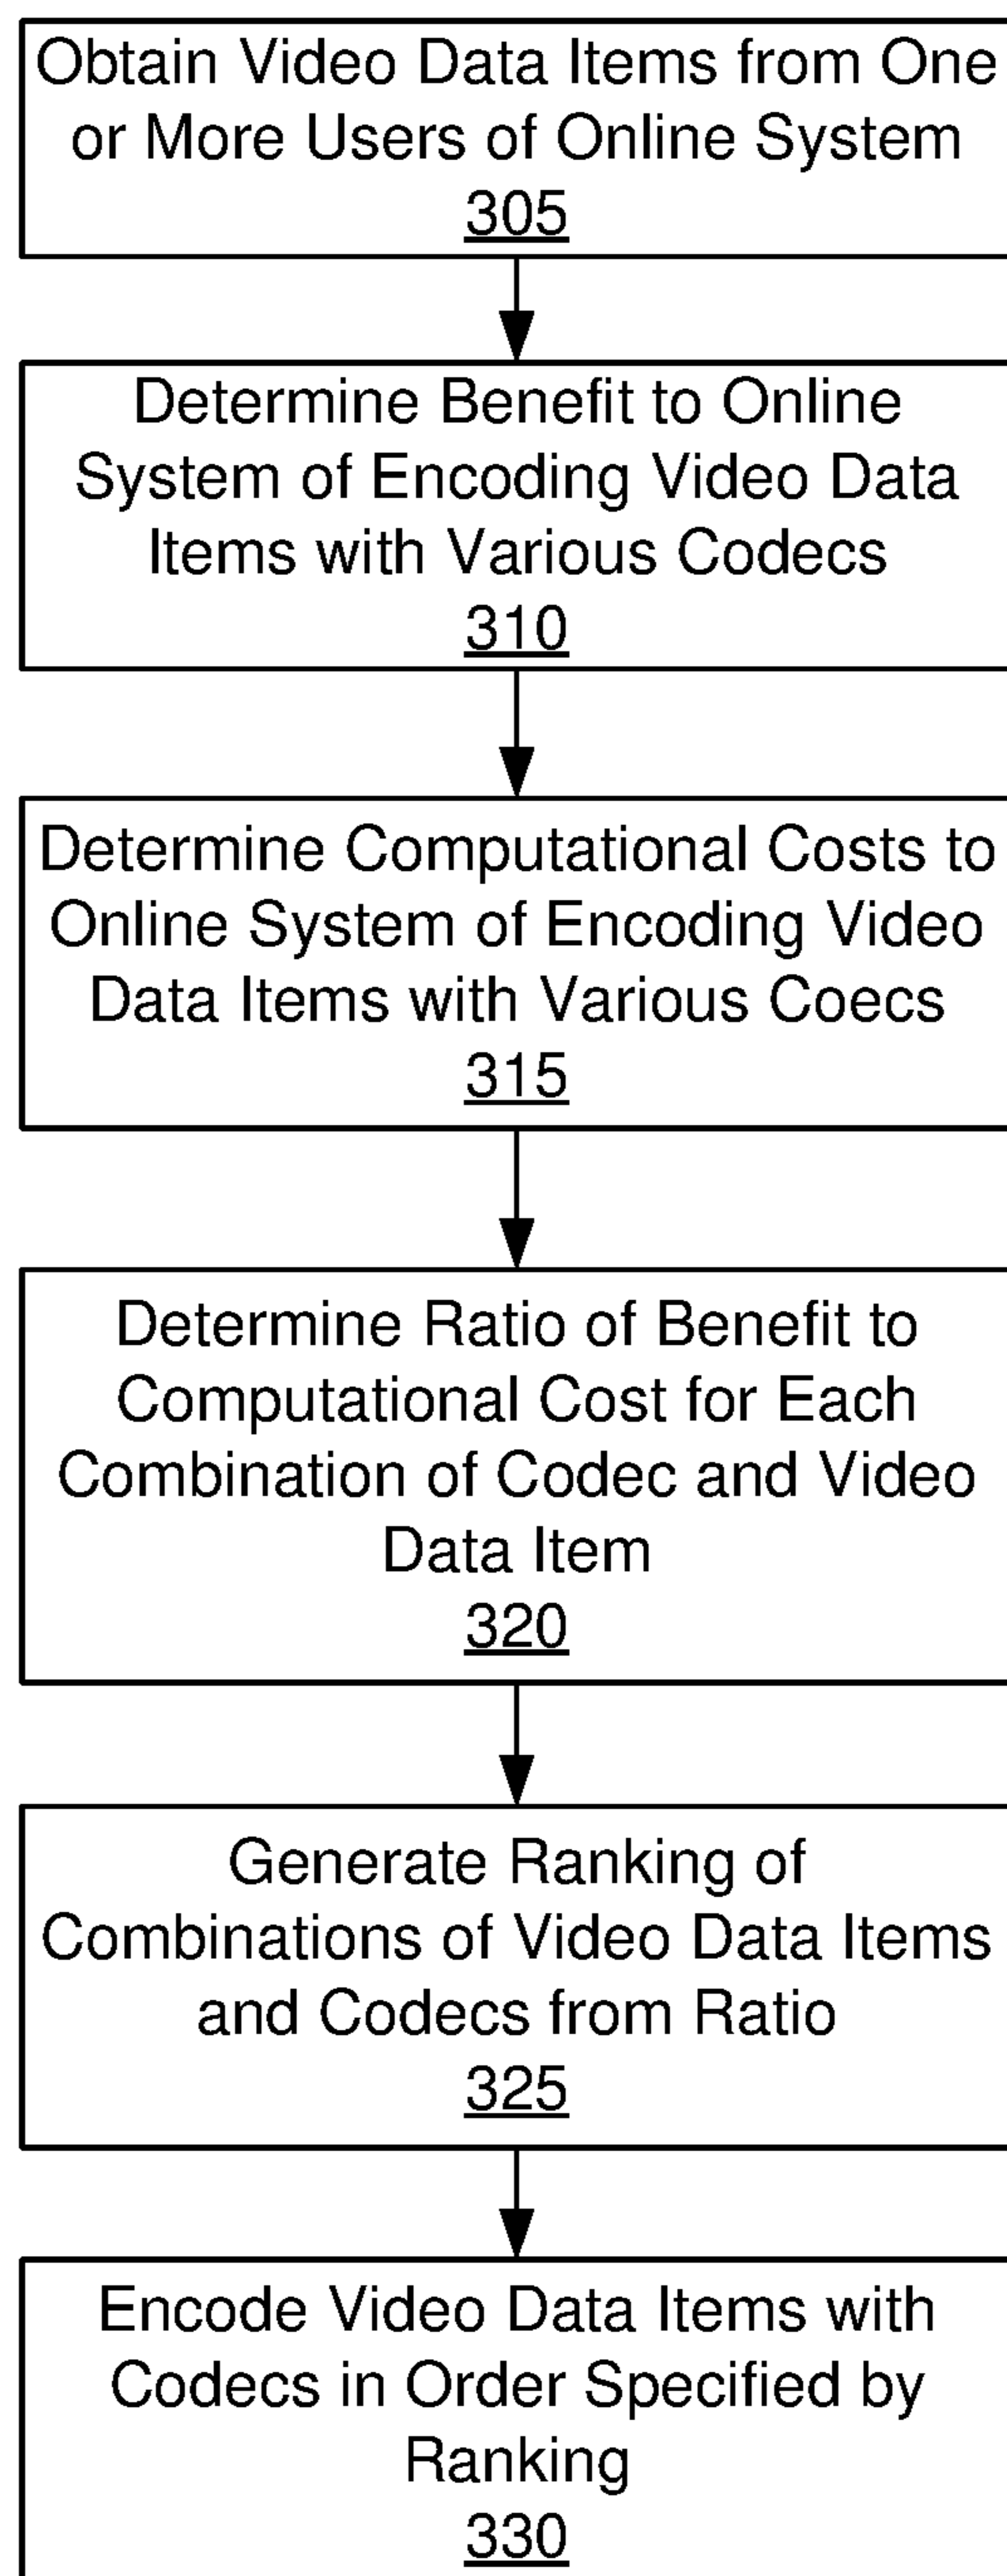 Obtain Video Data Items from One
or More Users of Online System
305
Determine Benefit to Online
System of Encoding Video Data
Items with Various Codecs
310
Determine Computational Costs to
Online System of Encoding Video
Data Items with Various Coecs
315
Determine Ratio of Benefit to
Computational Cost for Each
Combination of Codec and Video
Data Item
320
Generate Ranking of
Combinations of Video Data Items
and Codecs from Ratio
325
Encode Video Data Items with
Codecs in Order Specified by
Ranking
330